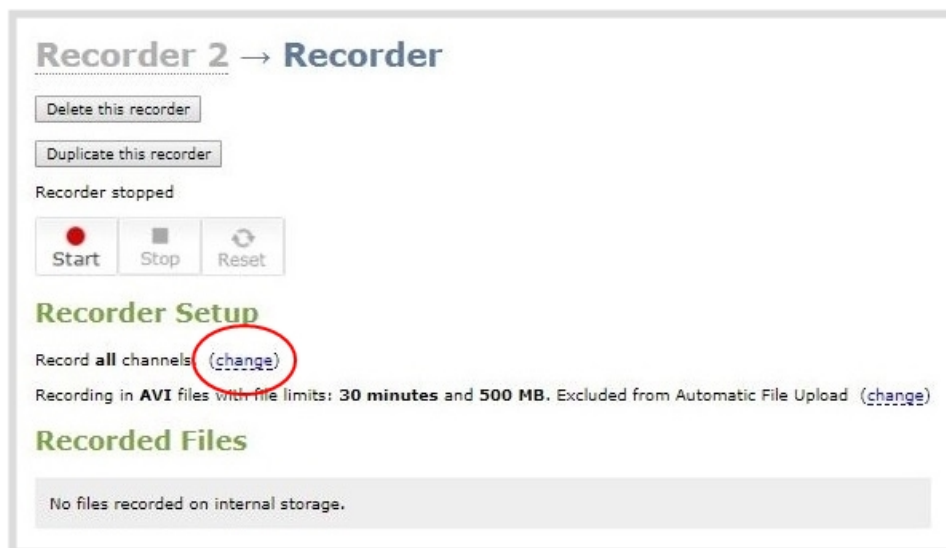 Recorder 2 → Recorder
Delete this recorder
Duplicate this recorder
Recorder stopped
Start Stop Reset
Recorder Setup
Record all channels. (change)
Recording in AVI files with file limits: 30 minutes and 500 MB. Excluded from Automatic File Upload (change)
Recorded Files
No files recorded on internal storage.